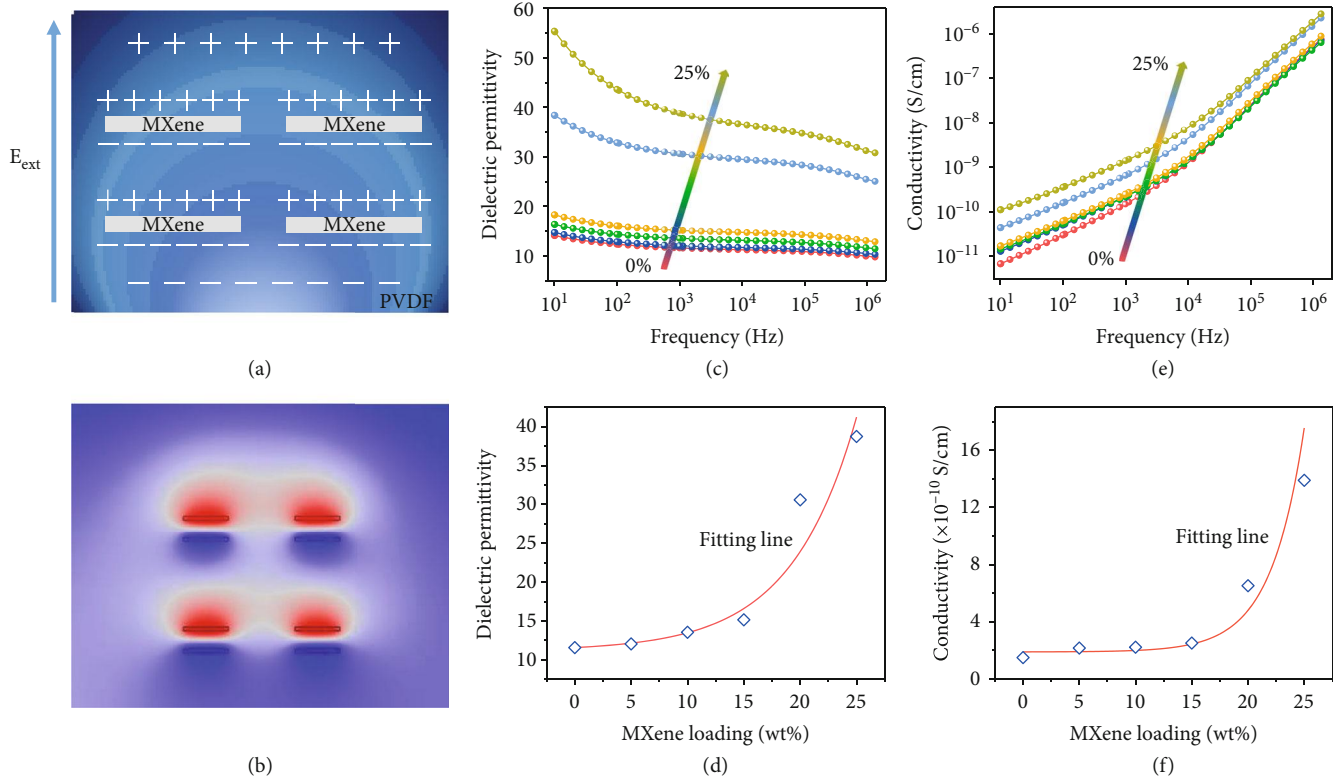 E_ext
MXene MXene
MXene MXene
PVDF
(a)
60
50
40
30
20
10
Dielectric permittivity
25%
0%
10^1 10^2 10^3 10^4 10^5 10^6
Frequency (Hz)
(c)
10^−6
10^−7
10^−8
10^−9
10^−10
10^−11
Conductivity (S/cm)
25%
0%
10^1 10^2 10^3 10^4 10^5 10^6
Frequency (Hz)
(e)
(b)
40
35
30
25
20
15
10
Dielectric permittivity
Fitting line
0 5 10 15 20 25
MXene loading (wt%)
(d)
16
12
8
4
0
Conductivity (×10^−10 S/cm)
Fitting line
0 5 10 15 20 25
MXene loading (wt%)
(f)